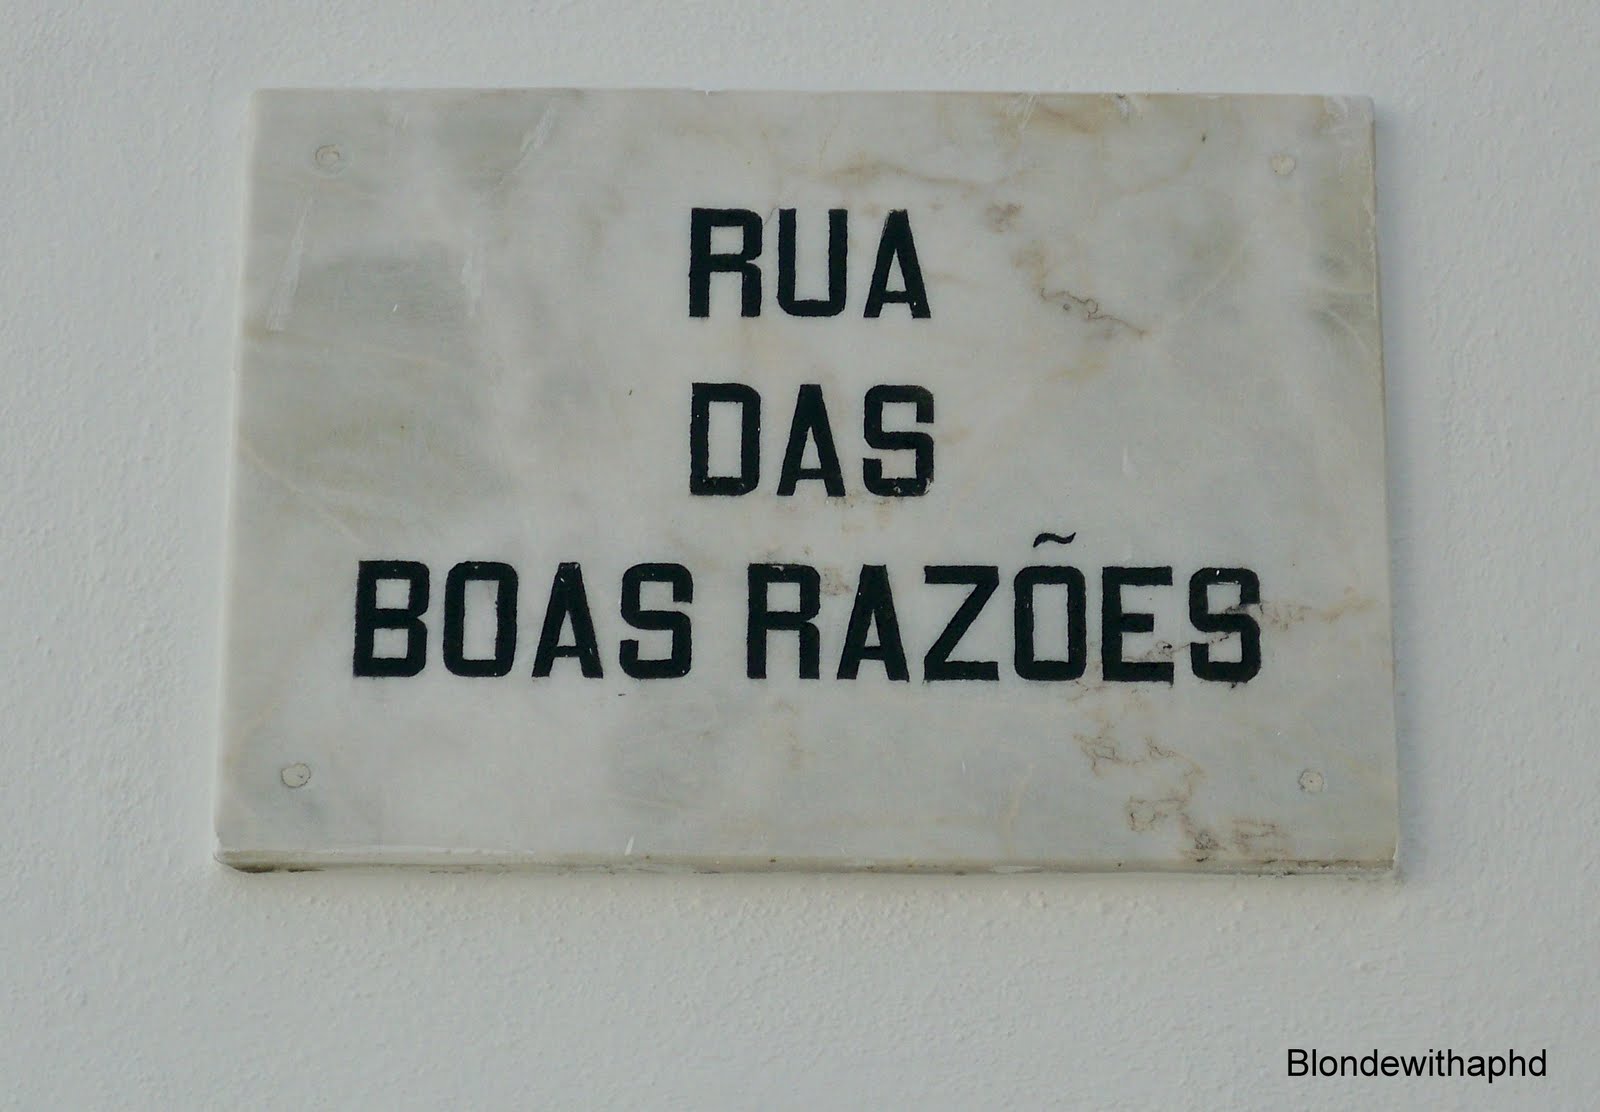 RUA
DAS
BOAS RAZÕES
Blondewithaphd